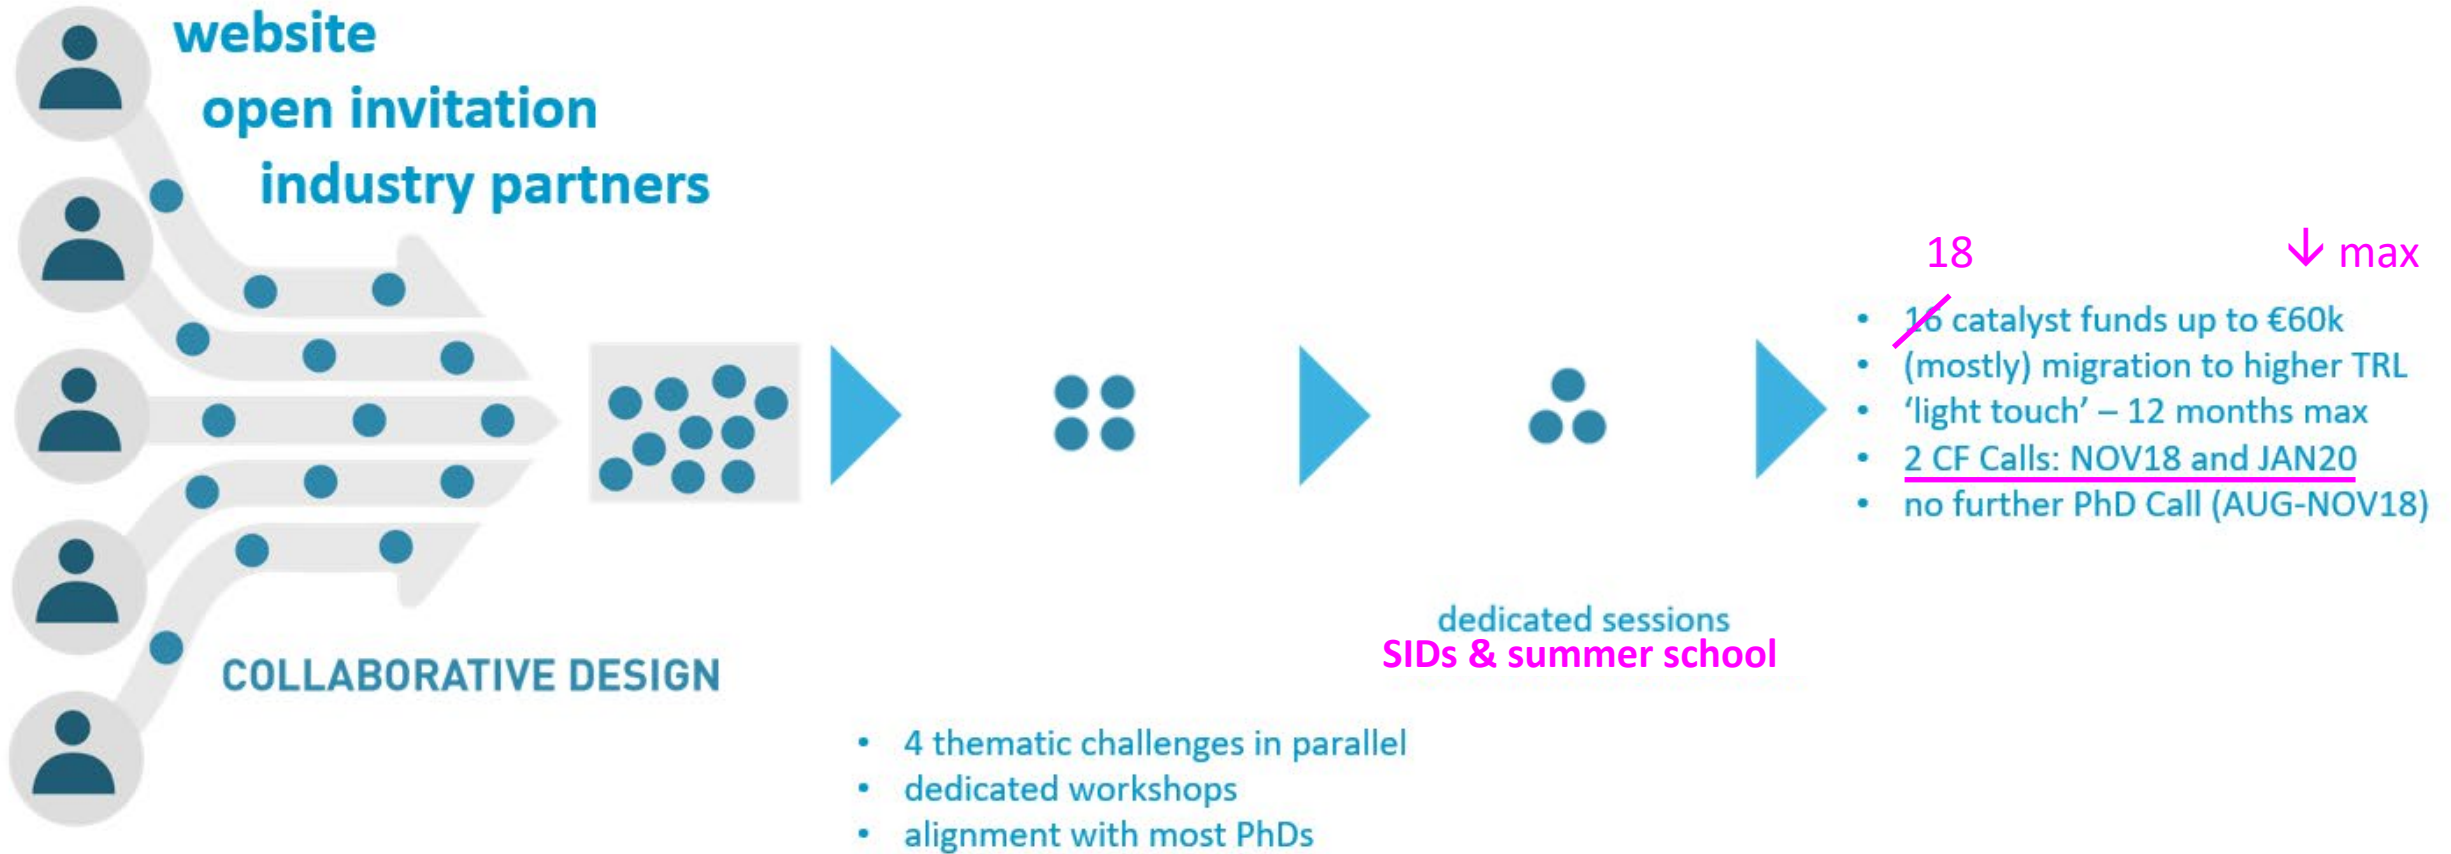 website
open invitation
industry partners
COLLABORATIVE DESIGN
• 4 thematic challenges in parallel
• dedicated workshops
• alignment with most PhDs
dedicated sessions
SIDs & summer school
18
↓ max
• 16 catalyst funds up to €60k
• (mostly) migration to higher TRL
• ‘light touch’ – 12 months max
• 2 CF Calls: NOV18 and JAN20
• no further PhD Call (AUG-NOV18)